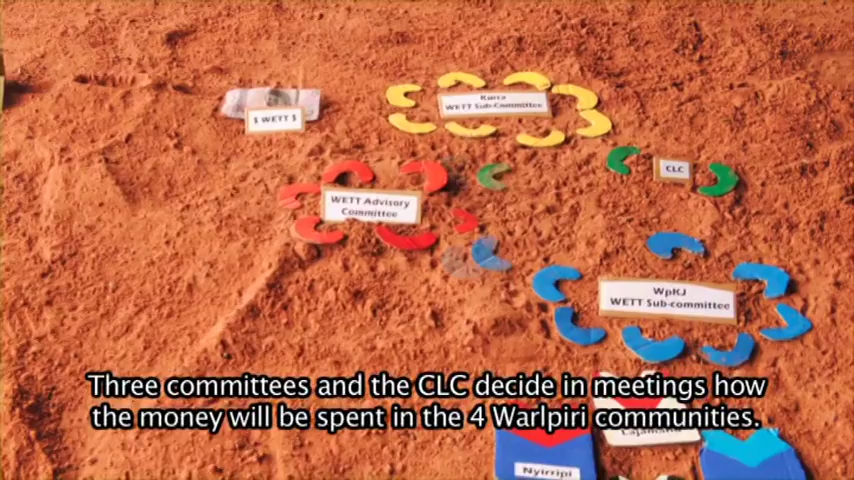 Kurra
WETT Sub-Committee
$ WETT $
CLC
WETT Advisory
Committee
WpKJ
WETT Sub-committee
Three committees and the CLC decide in meetings how
the money will be spent in the 4 Warlpiri communities.
Lajamanu
Nyirripi